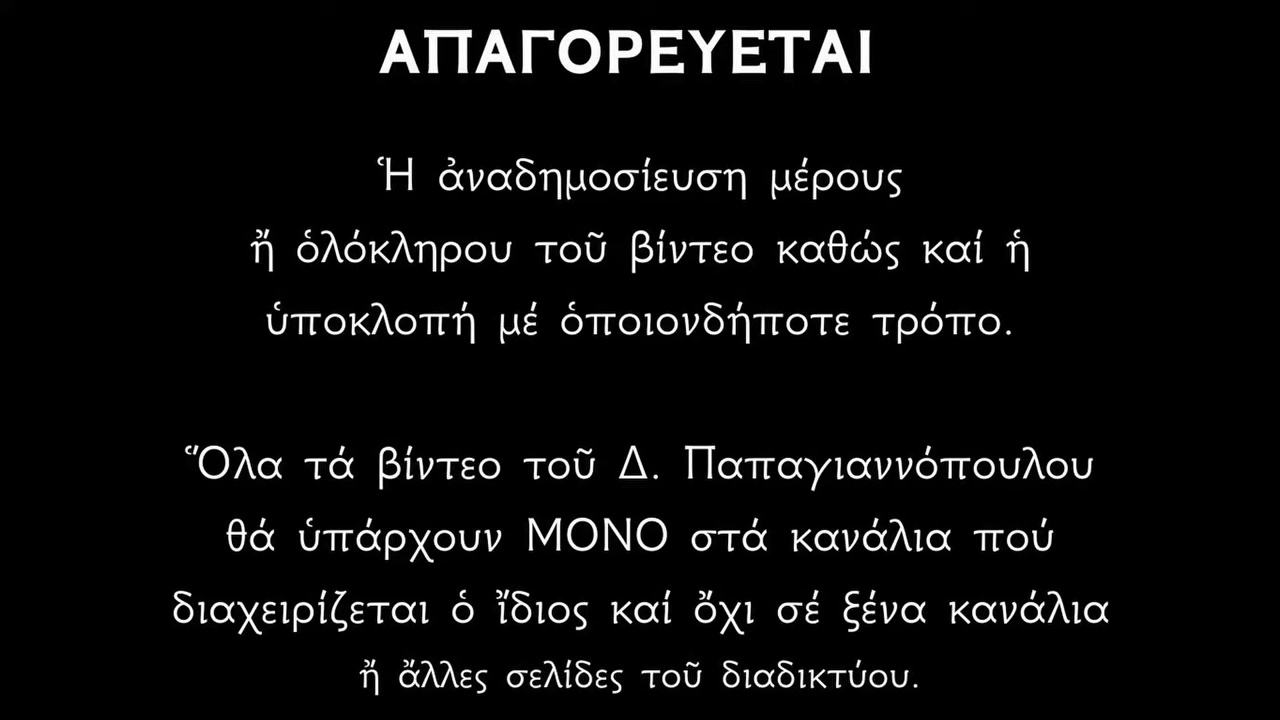 ΑΠΑΓΟΡΕΥΕΤΑΙ
Ἡ ἀναδημοσίευση μέρους
ἤ ὁλόκληρου τοῦ βίντεο καθώς καί ἡ
ὑποκλοπή μέ ὁποιονδήποτε τρόπο.
Ὅλα τά βίντεο τοῦ Δ. Παπαγιαννόπουλου
θά ὑπάρχουν ΜΟΝΟ στά κανάλια πού
διαχειρίζεται ὁ ἴδιος καί ὄχι σέ ξένα κανάλια
ἤ ἄλλες σελίδες τοῦ διαδικτύου.